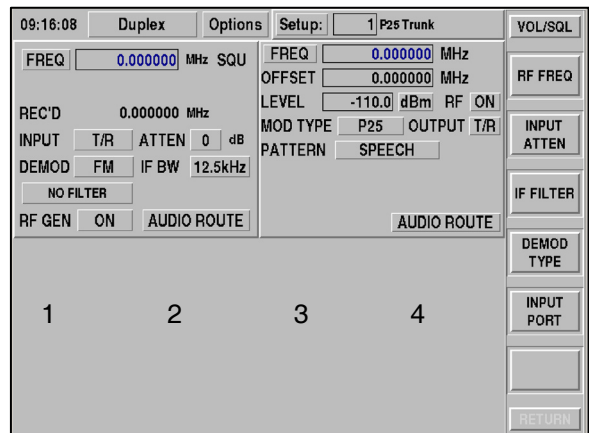 09:16:08 Duplex Options Setup: 1 P25 Trunk
FREQ 0.000000 MHz SQU
REC'D 0.000000 MHz
INPUT T/R ATTEN 0 dB
DEMOD FM IF BW 12.5kHz
NO FILTER
RF GEN ON AUDIO ROUTE
FREQ 0.000000 MHz
OFFSET 0.000000 MHz
LEVEL -110.0 dBm RF ON
MOD TYPE P25 OUTPUT T/R
PATTERN SPEECH
AUDIO ROUTE
1 2 3 4
VOL/SQL
RF FREQ
INPUT
ATTEN
IF FILTER
DEMOD
TYPE
INPUT
PORT
RETURN